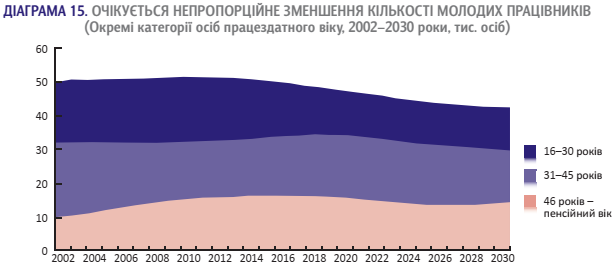 ДІАГРАМА 15. ОЧІКУЄТЬСЯ НЕПРОПОРЦІЙНЕ ЗМЕНШЕННЯ КІЛЬКОСТІ МОЛОДИХ ПРАЦІВНИКІВ
(Окремі категорії осіб працездатного віку, 2002–2030 роки, тис. осіб)
60
50
40
30
20
10
0
16–30 років
31–45 років
46 років –
пенсійний вік
2002 2004 2006 2008 2010 2012 2014 2016 2018 2020 2022 2024 2026 2028 2030